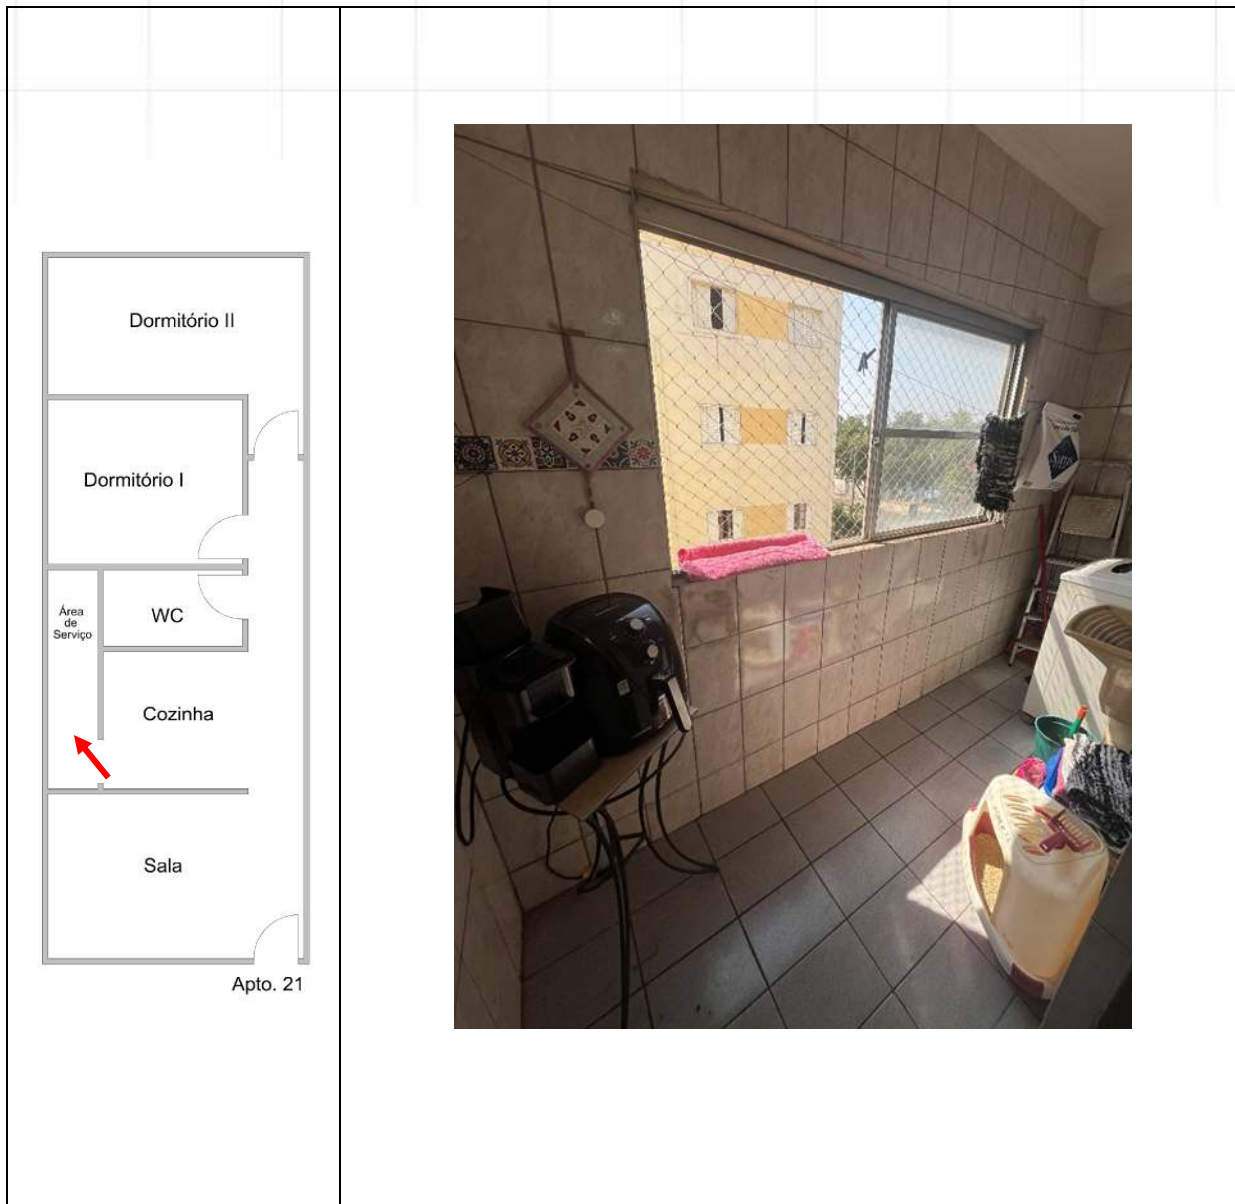 Dormitório II
Dormitório I
Área
de
Serviço
WC
Cozinha
Sala
Apto. 21